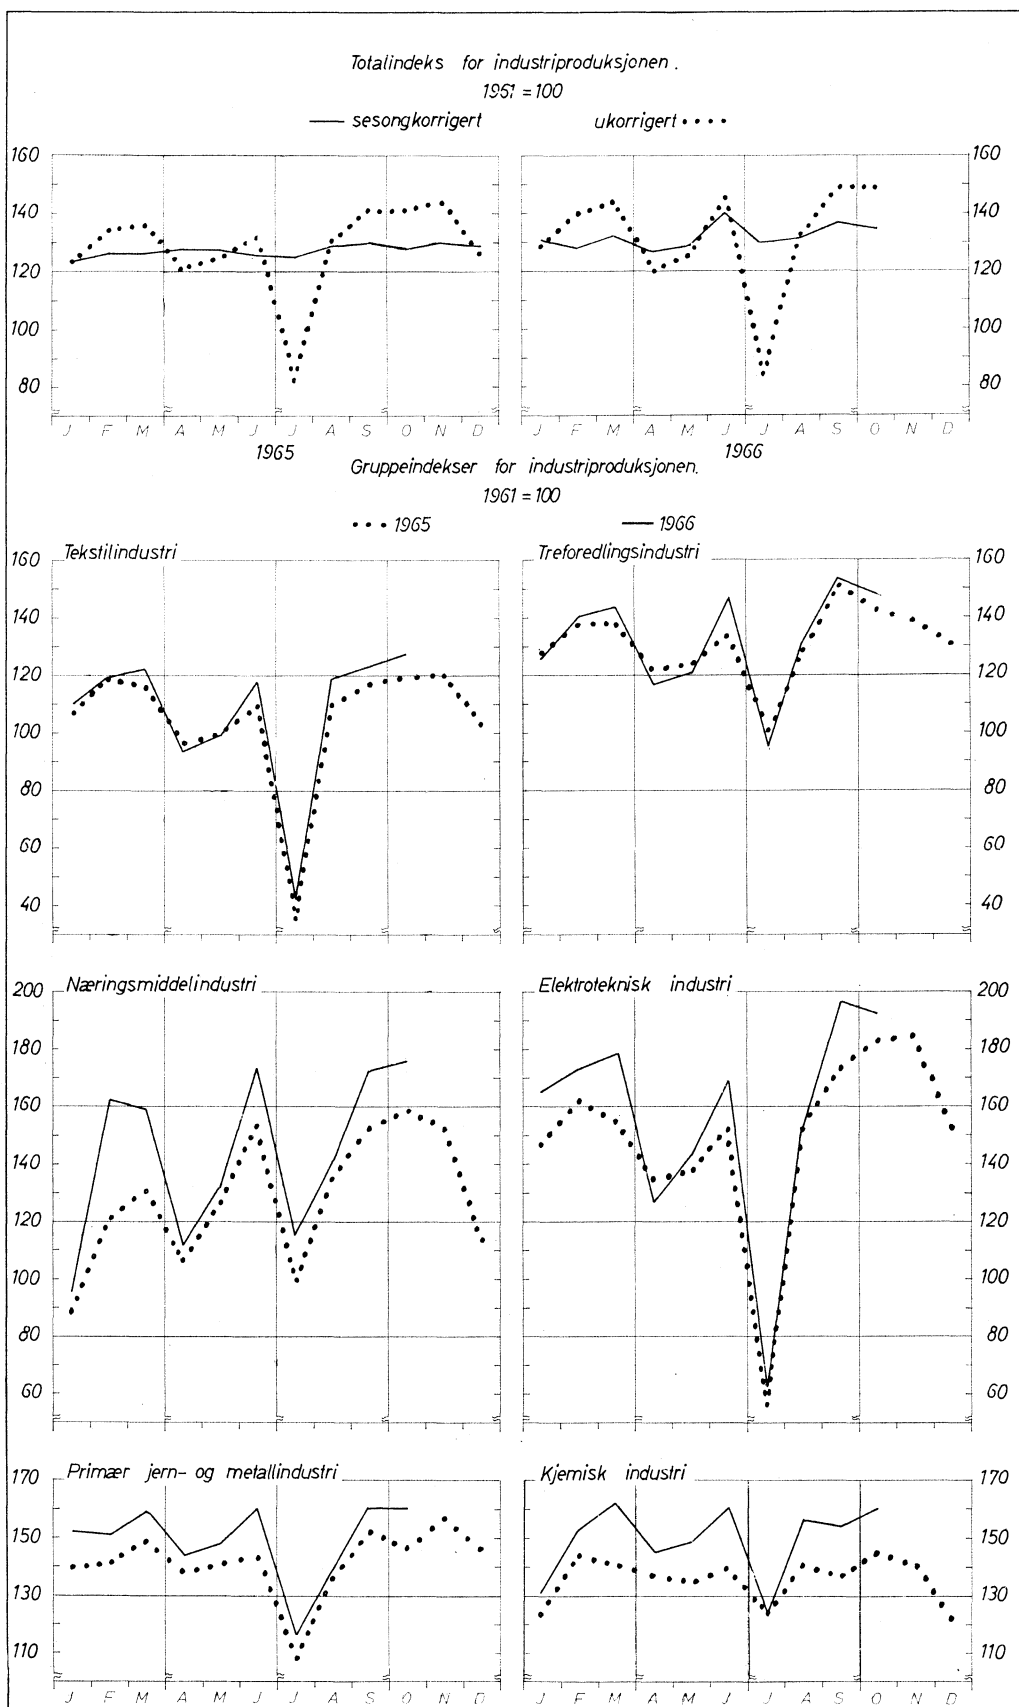 Totalindeks for industriproduksjonen.
1961 = 100
sesongkorrigert ukorrigert
160 160
140 140
120 120
100 100
80 80
J F M A M J J A S O N D J F M A M J J A S O N D
1965 1966
Gruppeindekser for industriproduksjonen.
1961 = 100
1965 1966
Tekstilindustri Treforedlingsindustri
160 160
140 140
120 120
100 100
80 80
60 60
40 40
Næringsmiddelindustri Elektroteknisk industri
200 200
180 180
160 160
140 140
120 120
100 100
80 80
60 60
Primær jern- og metallindustri Kjemisk industri
170 170
150 150
130 130
110 110
J F M A M J J A S O N D J F M A M J J A S O N D